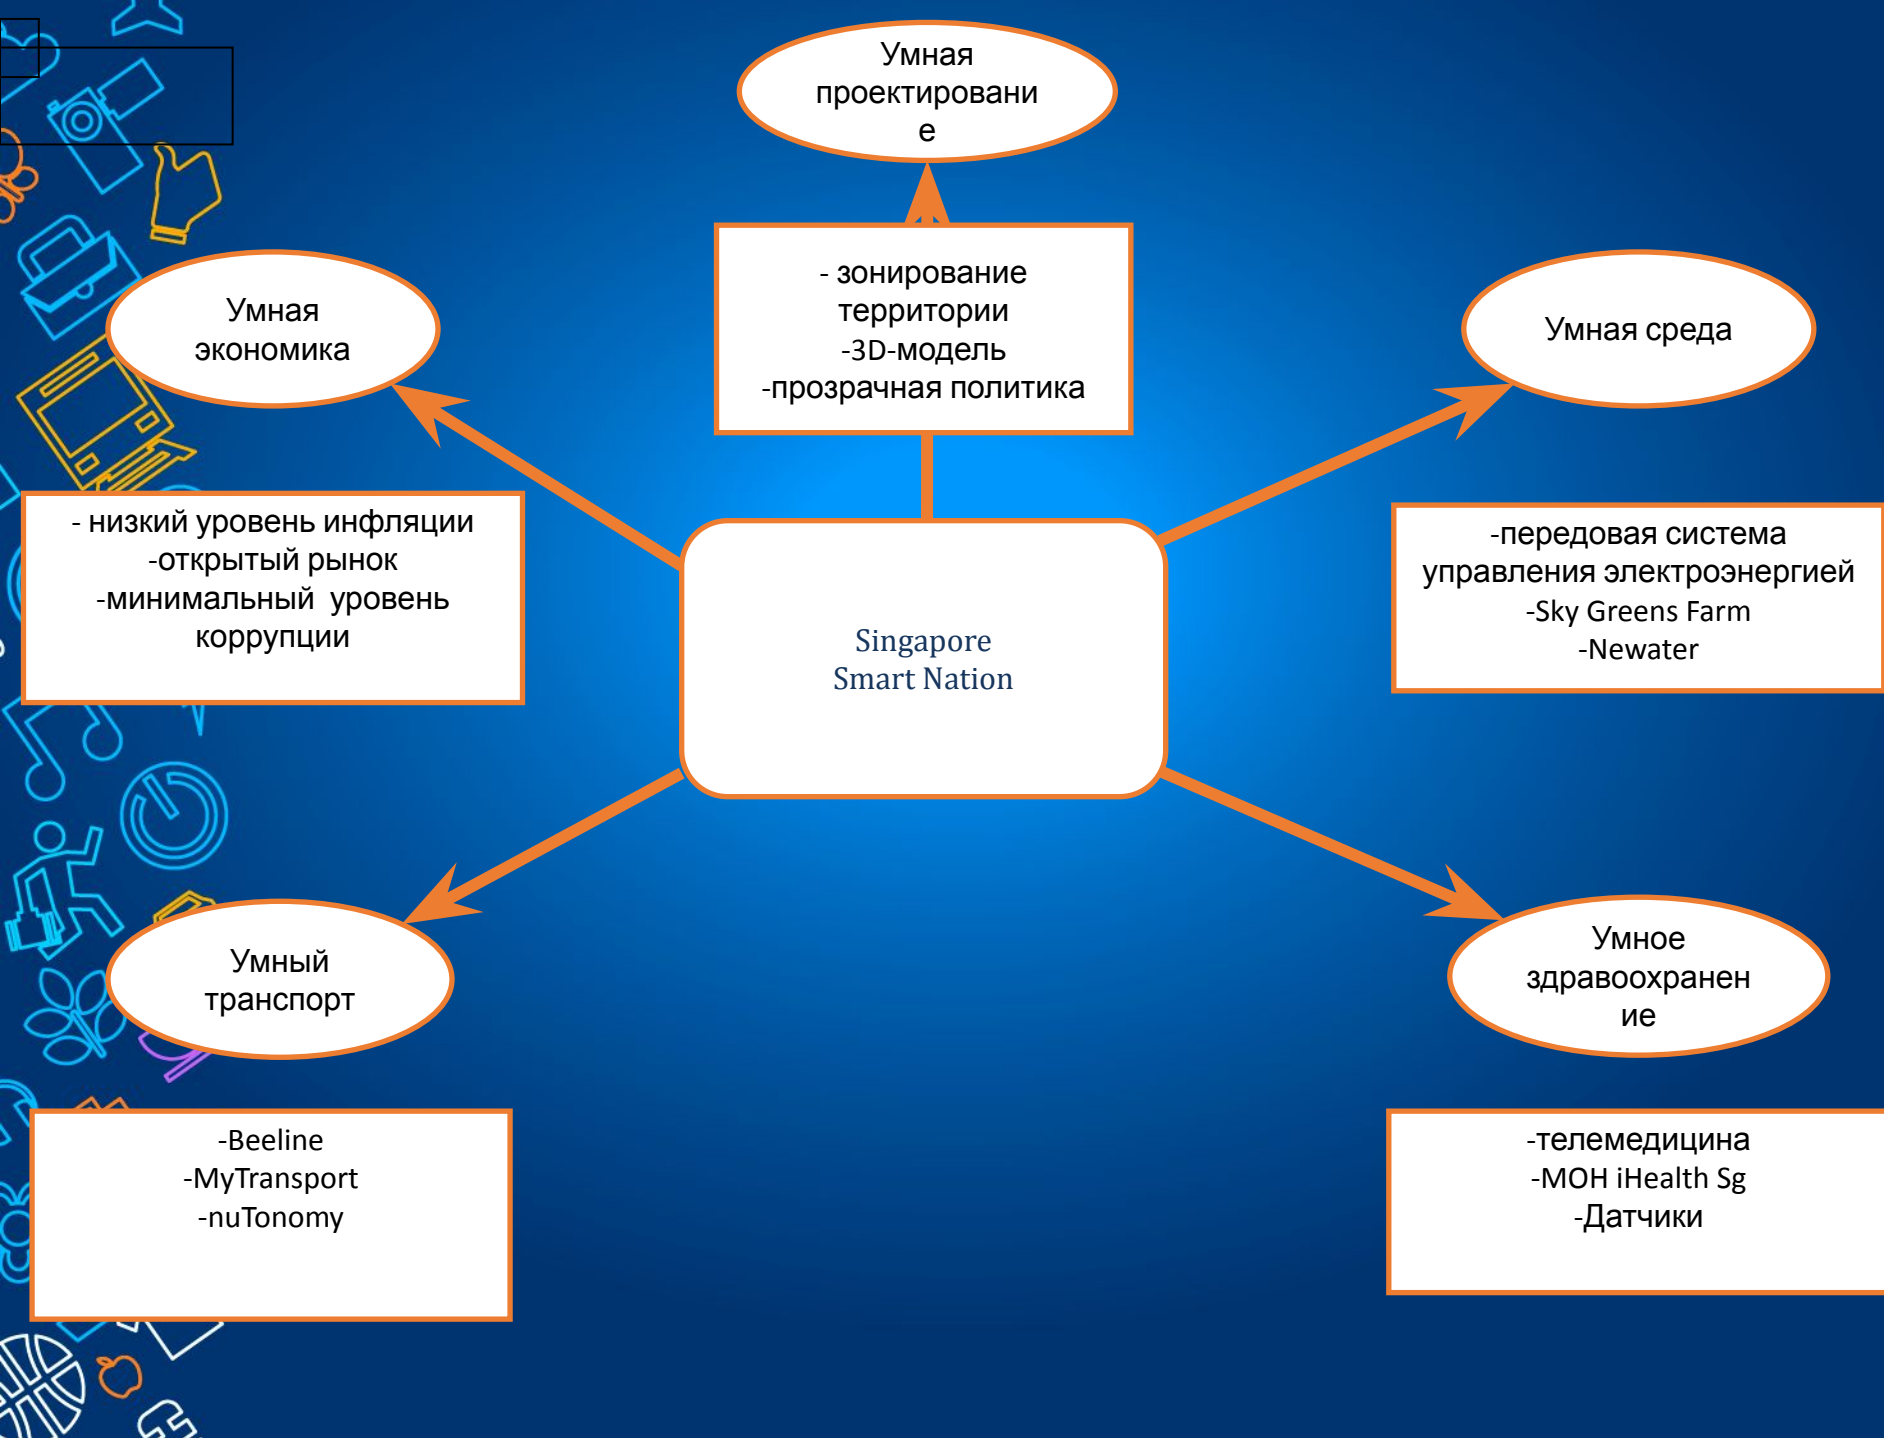 Умная
проектировани
е
- зонирование
территории
-3D-модель
-прозрачная политика
Умная
экономика
- низкий уровень инфляции
-открытый рынок
-минимальный  уровень
коррупции
Умная среда
-передовая система
управления электроэнергией
-Sky Greens Farm
-Newater
Singapore
Smart Nation
Умный
транспорт
-Beeline
-MyTransport
-nuTonomy
Умное
здравоохранен
ие
-телемедицина
-MOH iHealth Sg
-Датчики